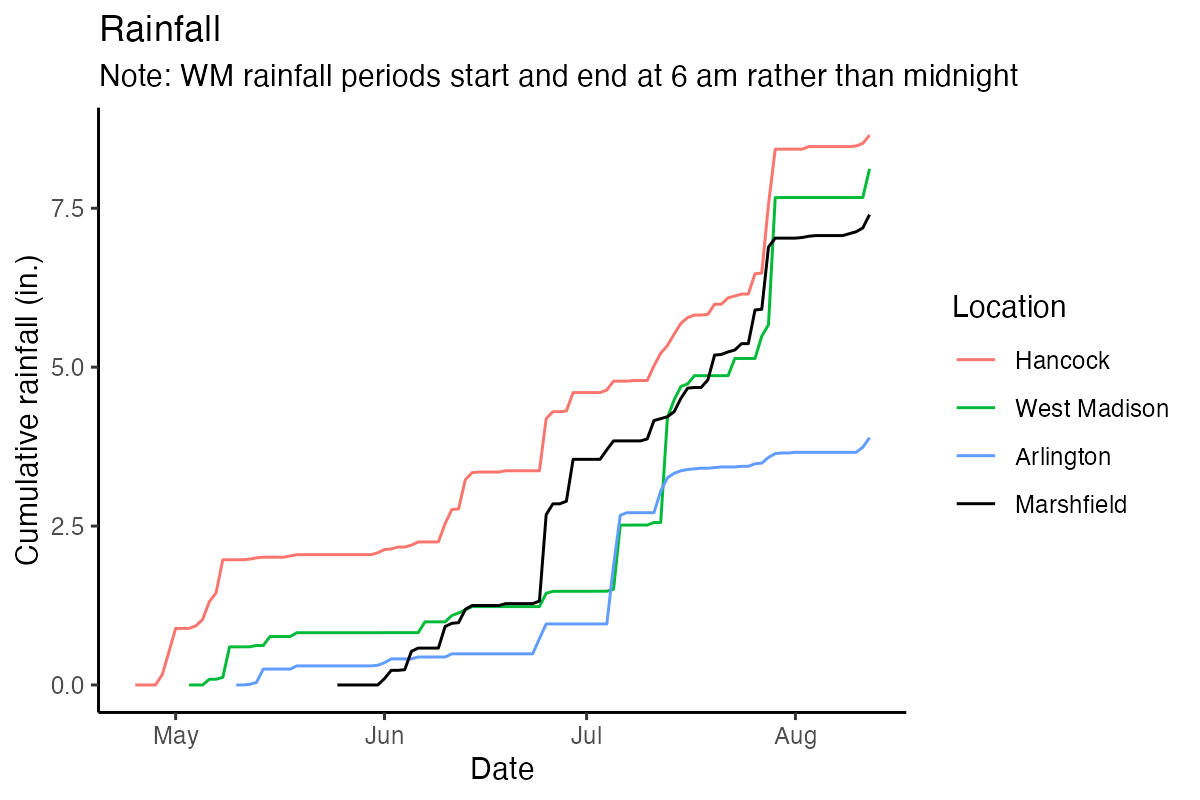 Rainfall
Note: WM rainfall periods start and end at 6 am rather than midnight
Cumulative rainfall (in.)
7.5
5.0
2.5
0.0
May
Jun
Jul
Aug
Date
Location
Hancock
West Madison
Arlington
Marshfield